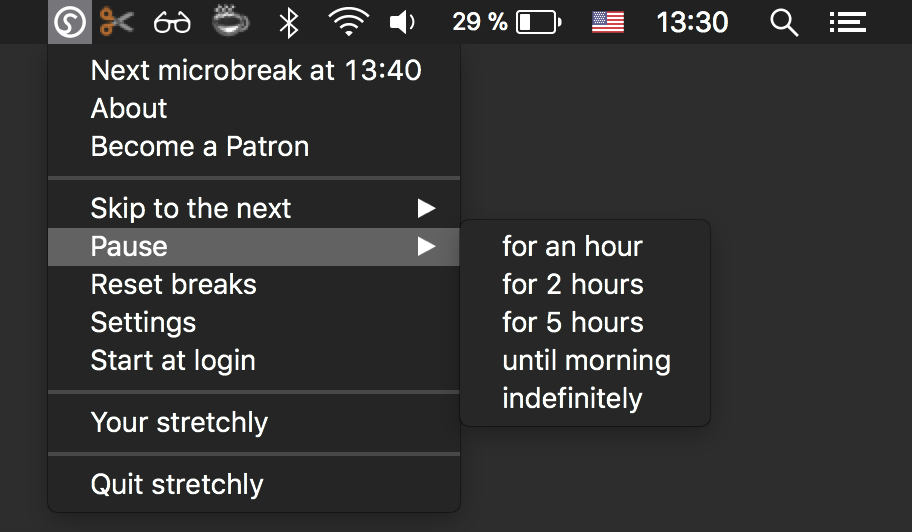 29 % 13:30
Next microbreak at 13:40
About
Become a Patron
Skip to the next
Pause
for an hour
for 2 hours
for 5 hours
until morning
indefinitely
Reset breaks
Settings
Start at login
Your stretchly
Quit stretchly